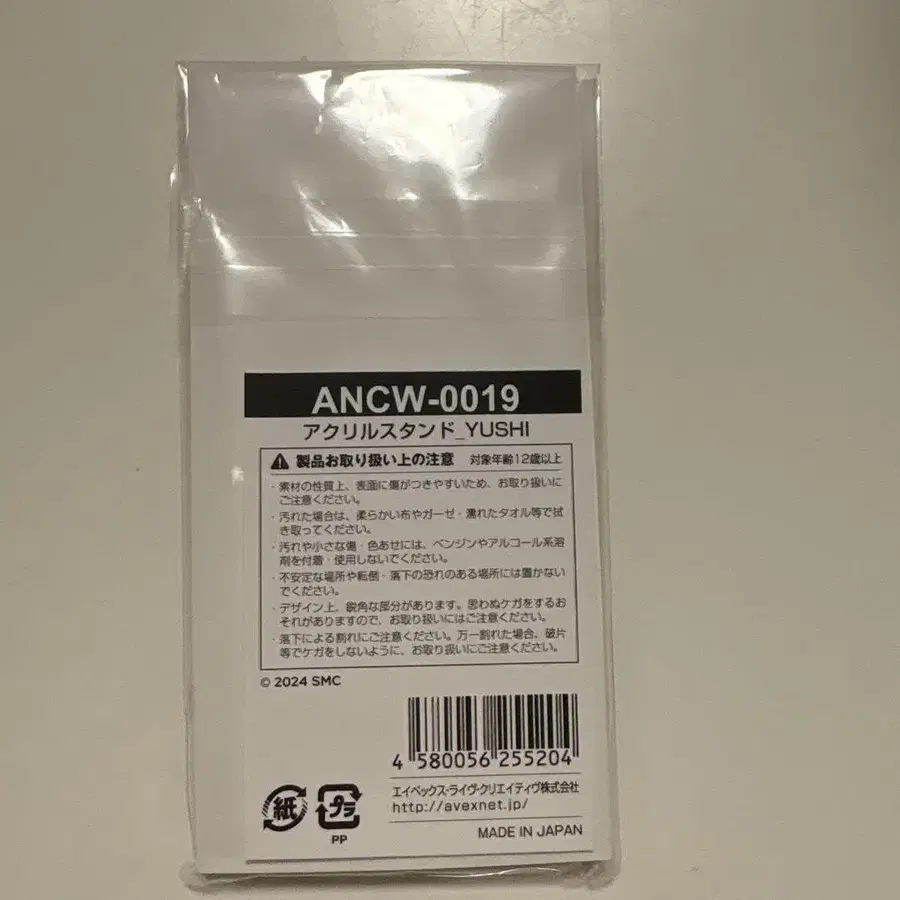 ANCW-0019
アクリルスタンド_YUSHI
製品お取り扱い上の注意 対象年齢12歳以上
・素材の性質上、表面に傷がつきやすいため、お取り扱いに
ご注意ください。
・汚れた場合は、柔らかい布やガーゼ・濡れたタオル等で拭
き取ってください。
・汚れや小さな傷・色あせには、ベンジンやアルコール系溶
剤を付着・使用しないでください。
・不安定な場所や転倒・落下の恐れのある場所には置かない
でください。
・デザイン上、鋭角な部分があります。思わぬケガをするお
それがありますので、お取り扱いにはご注意ください。
・落下による割れにご注意ください。万一割れた場合、破片
等でケガをしないように、お取り扱いにご注意ください。
© 2024 SMC
4 580056 255204
エイベックス・ライヴ・クリエイティヴ株式会社
http://avexnet.jp/
紙 プラ
PP
MADE IN JAPAN